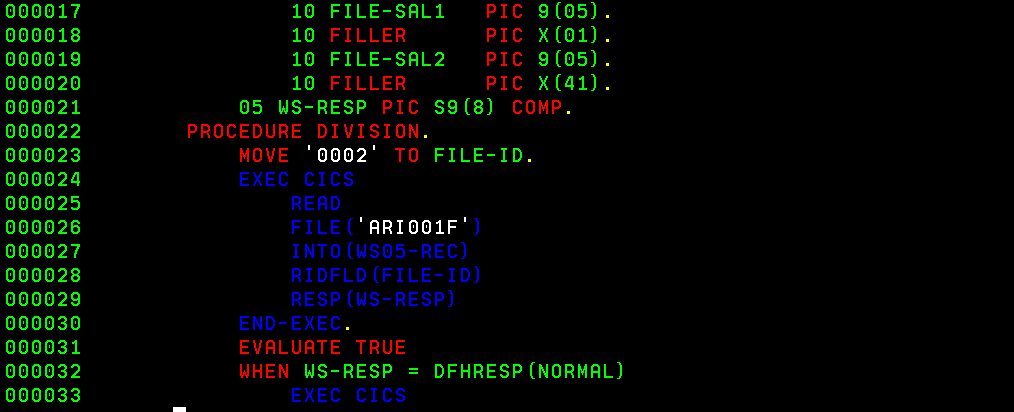 000017                10 FILE-SAL1   PIC 9(05).
000018                10 FILLER      PIC X(01).
000019                10 FILE-SAL2   PIC 9(05).
000020                10 FILLER      PIC X(41).
000021            05 WS-RESP PIC S9(8) COMP.
000022        PROCEDURE DIVISION.
000023            MOVE '0002' TO FILE-ID.
000024            EXEC CICS
000025                READ
000026                FILE('ARI001F')
000027                INTO(WS05-REC)
000028                RIDFLD(FILE-ID)
000029                RESP(WS-RESP)
000030            END-EXEC.
000031            EVALUATE TRUE
000032            WHEN WS-RESP = DFHRESP(NORMAL)
000033                EXEC CICS